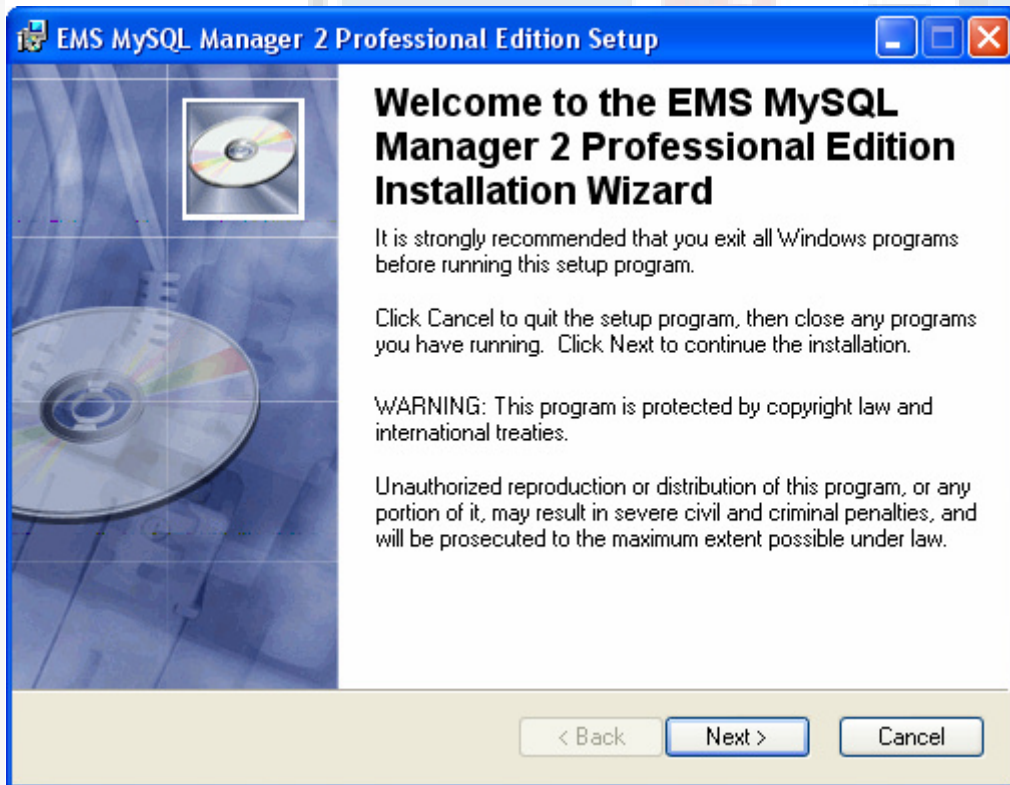 EMS MySQL Manager 2 Professional Edition Setup
Welcome to the EMS MySQL
Manager 2 Professional Edition
Installation Wizard
It is strongly recommended that you exit all Windows programs
before running this setup program.
Click Cancel to quit the setup program, then close any programs
you have running.  Click Next to continue the installation.
WARNING: This program is protected by copyright law and
international treaties.
Unauthorized reproduction or distribution of this program, or any
portion of it, may result in severe civil and criminal penalties, and
will be prosecuted to the maximum extent possible under law.
< Back Next > Cancel